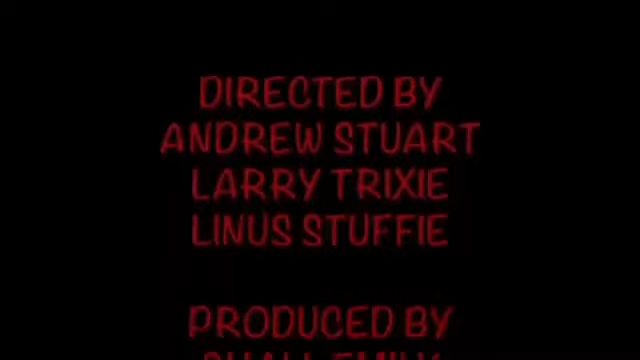 DIRECTED BY
ANDREW STUART
LARRY TRIXIE
LINUS STUFFIE
PRODUCED BY